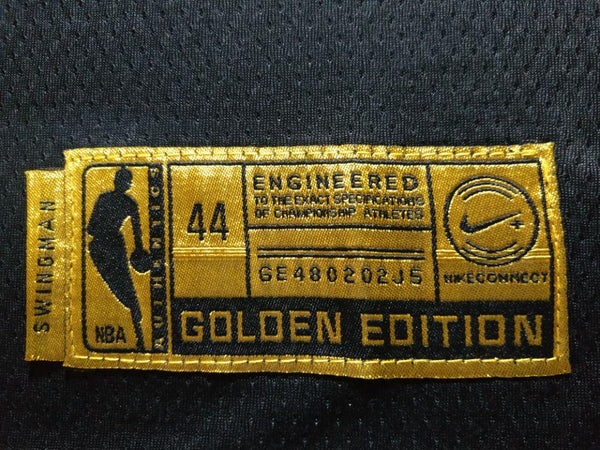 SWINGMAN
NBA
AUTHENTICS
44
ENGINEERED
TO THE EXACT SPECIFICATIONS
OF CHAMPIONSHIP ATHLETES
GE480202J5
NIKECONNECT
GOLDEN EDITION